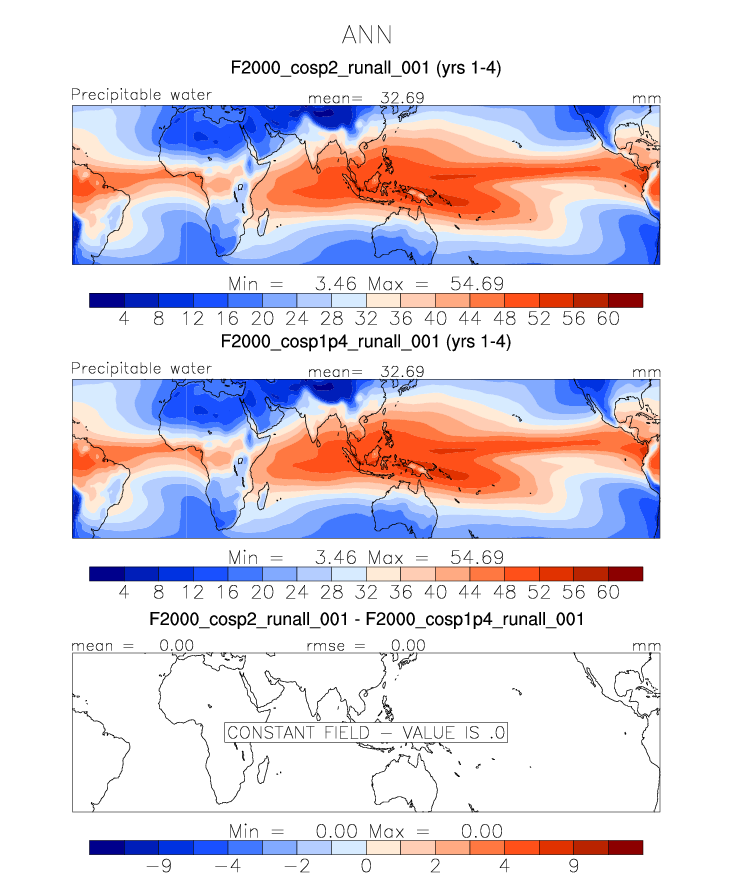 ANN
F2000_cosp2_runall_001 (yrs 1-4)
Precipitable water mean= 32.69 mm
Min = 3.46 Max = 54.69
4 8 12 16 20 24 28 32 36 40 44 48 52 56 60
F2000_cosp1p4_runall_001 (yrs 1-4)
Precipitable water mean= 32.69 mm
Min = 3.46 Max = 54.69
4 8 12 16 20 24 28 32 36 40 44 48 52 56 60
F2000_cosp2_runall_001 - F2000_cosp1p4_runall_001
mean = 0.00 rmse = 0.00 mm
CONSTANT FIELD - VALUE IS .0
Min = 0.00 Max = 0.00
-9 -4 -2 0 2 4 9